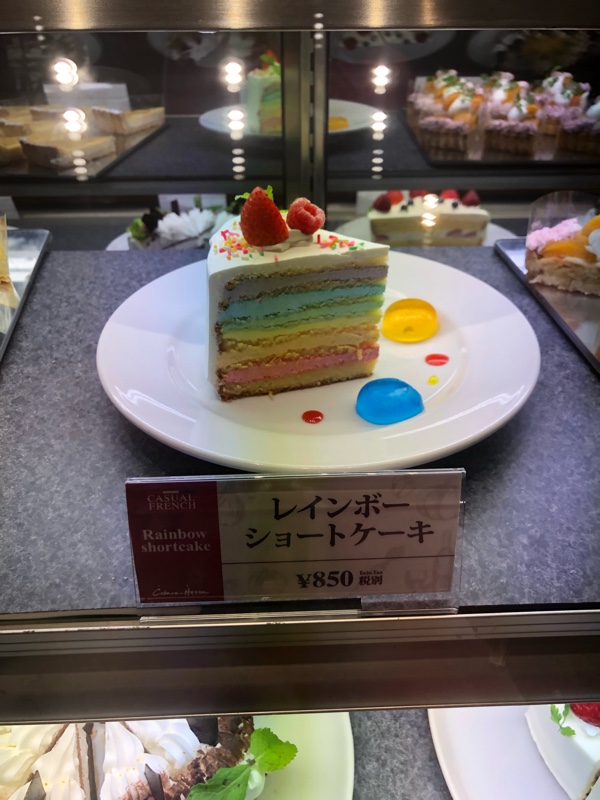 CASUAL
FRENCH
Rainbow
shortcake
レインボー
ショートケーキ
¥850 税別